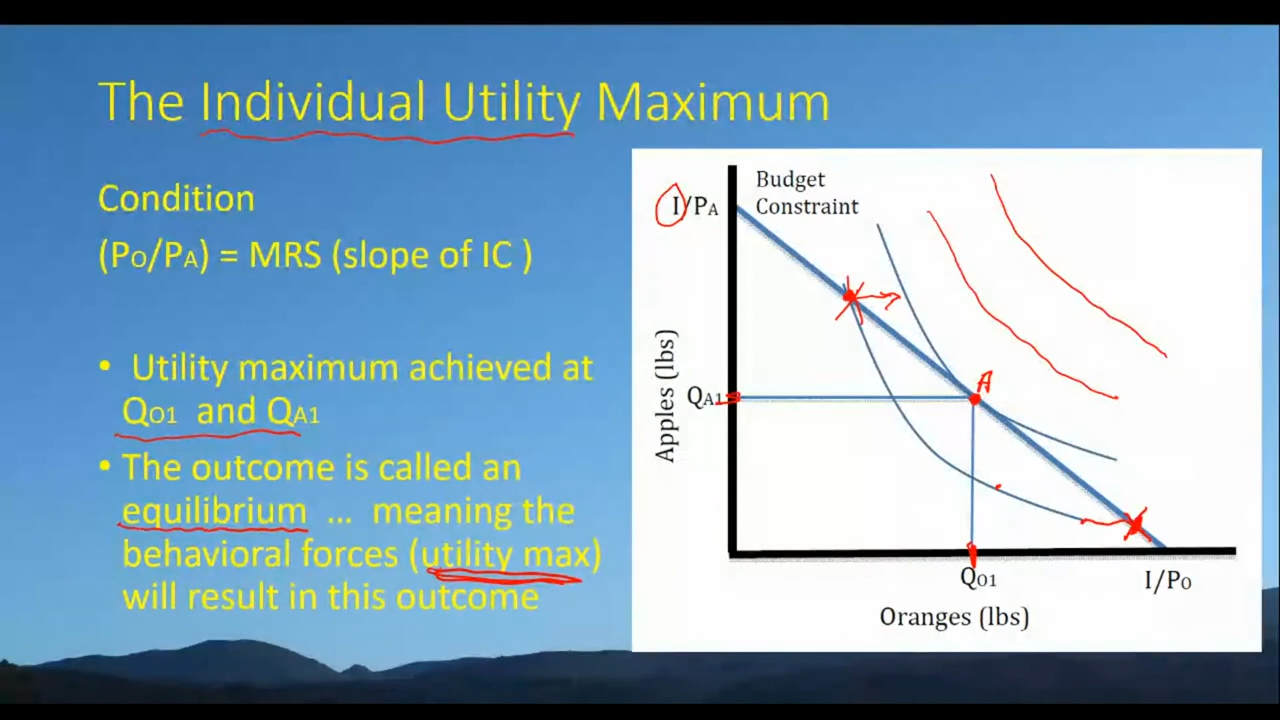 The Individual Utility Maximum
Condition
(PO/PA) = MRS (slope of IC )
• Utility maximum achieved at
QO1 and QA1
• The outcome is called an
equilibrium ... meaning the
behavioral forces (utility max)
will result in this outcome
Budget
Constraint
I/PA
A
Apples (lbs)
QA1
QO1
I/PO
Oranges (lbs)